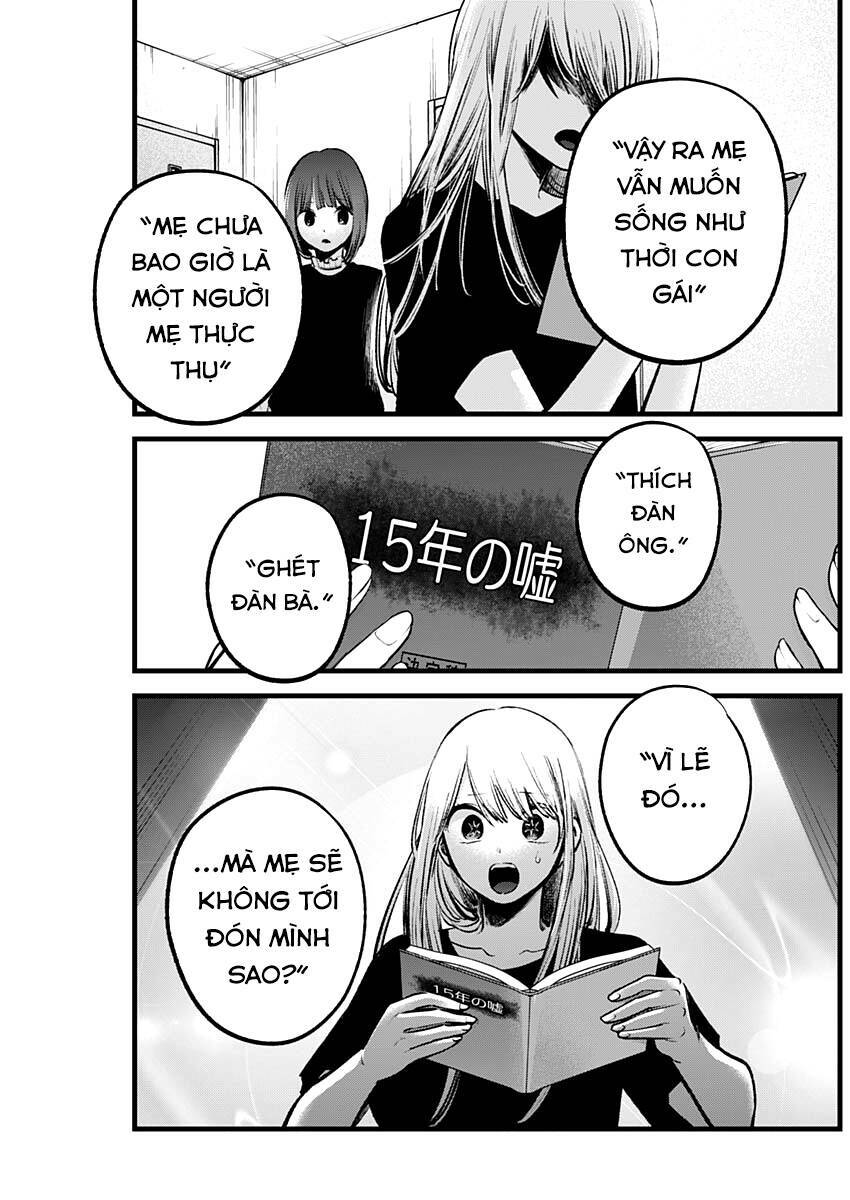 "VẬY RA MẸ
VẪN MUỐN
SỐNG NHƯ
THỜI CON
GÁI"
"MẸ CHƯA
BAO GIỜ LÀ
MỘT NGƯỜI
MẸ THỰC
THỤ"
"THÍCH
ĐÀN
ÔNG."
"GHÉT
ĐÀN BÀ."
15年の嘘
"VÌ LẼ
ĐÓ...
...MÀ MẸ SẼ
KHÔNG TỚI
ĐÓN MÌNH
SAO?"
15年の嘘